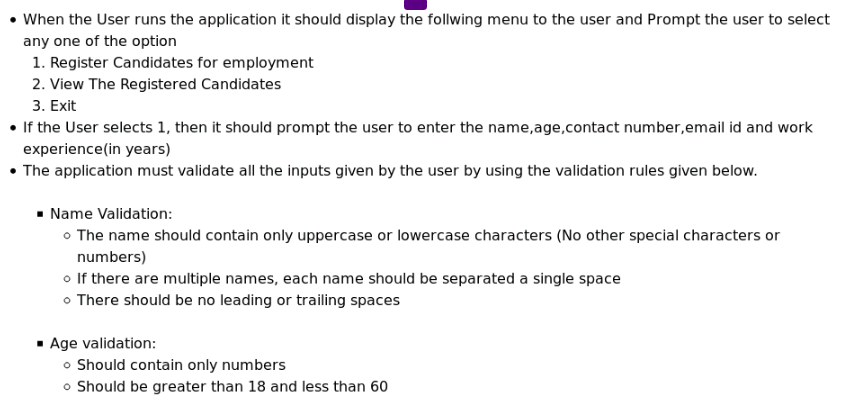 • When the User runs the application it should display the follwing menu to the user and Prompt the user to select
any one of the option
1. Register Candidates for employment
2. View The Registered Candidates
3. Exit
• If the User selects 1, then it should prompt the user to enter the name,age,contact number,email id and work
experience(in years)
• The application must validate all the inputs given by the user by using the validation rules given below.
▪ Name Validation:
◦ The name should contain only uppercase or lowercase characters (No other special characters or
numbers)
◦ If there are multiple names, each name should be separated a single space
◦ There should be no leading or trailing spaces
▪ Age validation:
◦ Should contain only numbers
◦ Should be greater than 18 and less than 60